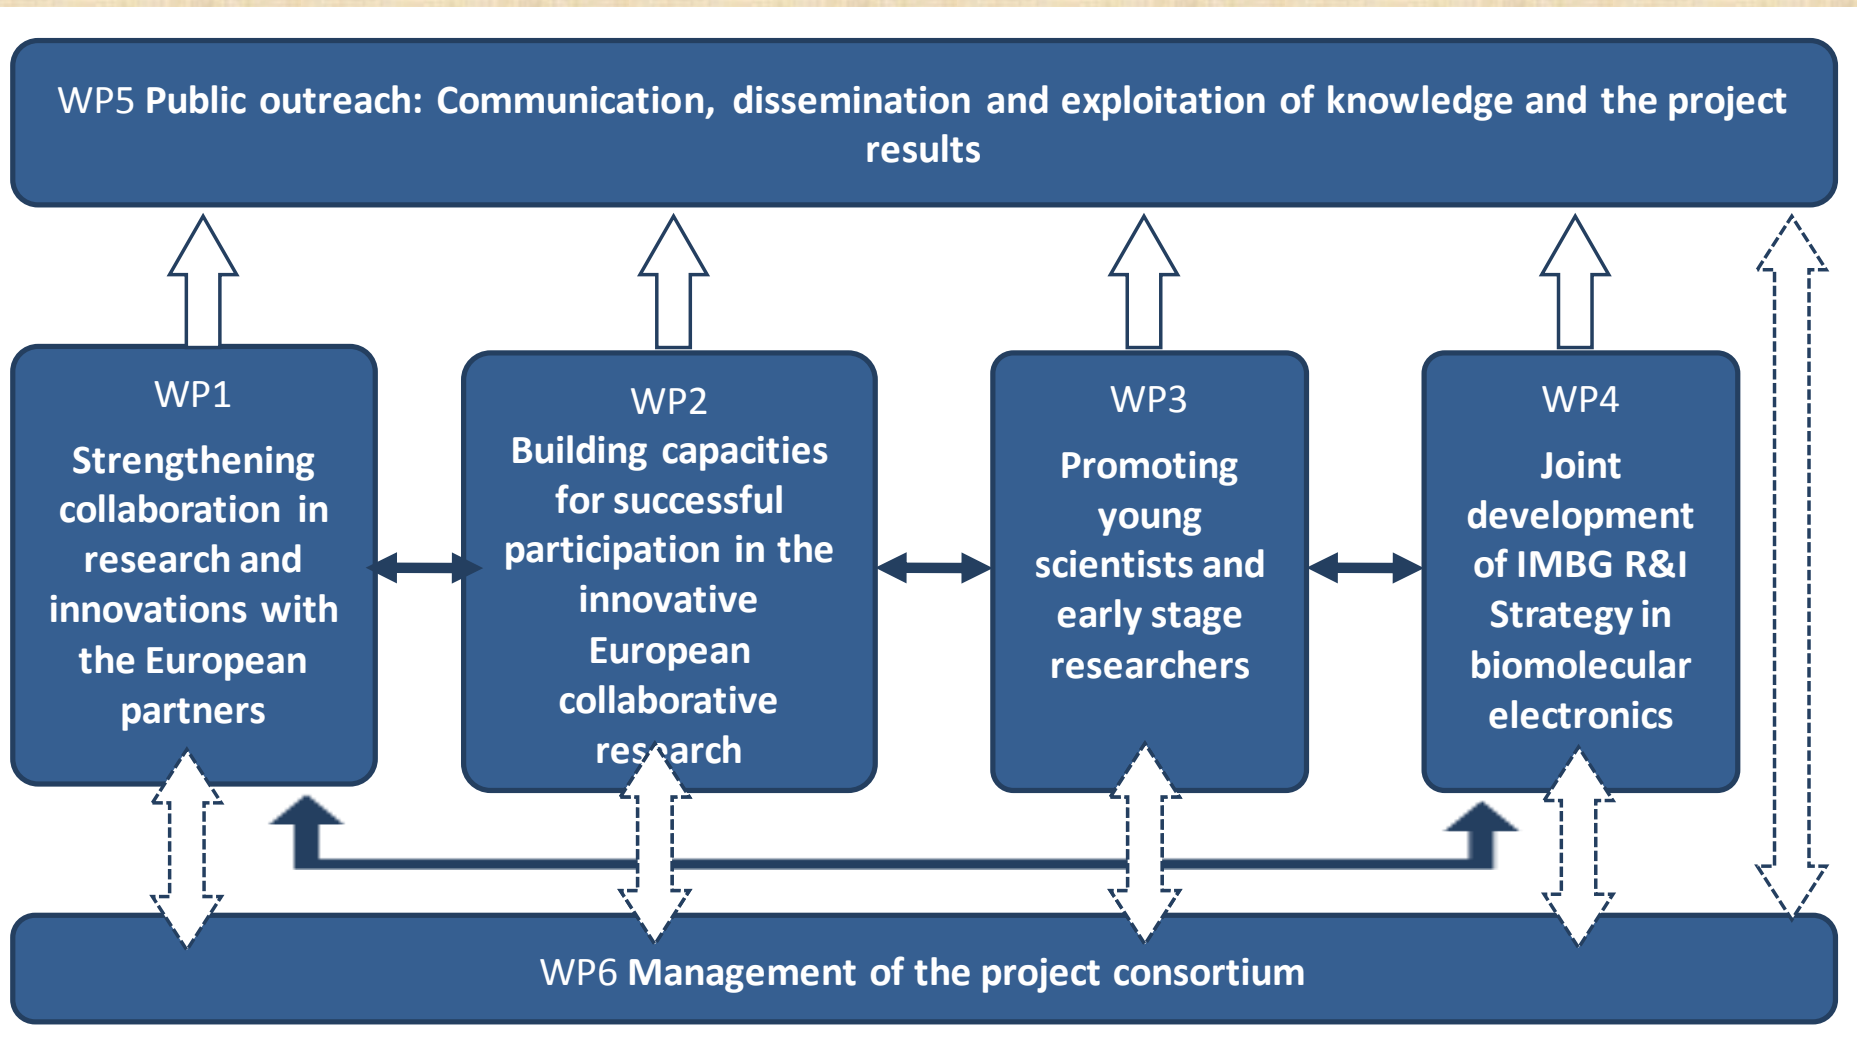 WP5 Public outreach: Communication, dissemination and exploitation of knowledge and the project
results
WP1
Strengthening
collaboration in
research and
innovations with
the European
partners
WP2
Building capacities
for successful
participation in the
innovative
European
collaborative
research
WP3
Promoting
young
scientists and
early stage
researchers
WP4
Joint
development
of IMBG R&I
Strategy in
biomolecular
electronics
WP6 Management of the project consortium